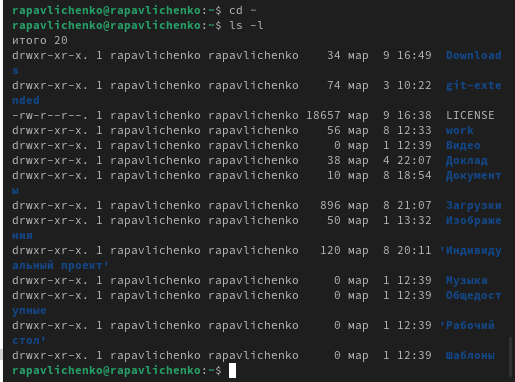 rapavlichenko@rapavlichenko:~$ cd ~
rapavlichenko@rapavlichenko:~$ ls -l
итого 20
drwxr-xr-x. 1 rapavlichenko rapavlichenko    34 мар  9 16:49  Download
s
drwxr-xr-x. 1 rapavlichenko rapavlichenko    74 мар  3 10:22  git-exte
nded
-rw-r--r--. 1 rapavlichenko rapavlichenko 18657 мар  9 16:38  LICENSE
drwxr-xr-x. 1 rapavlichenko rapavlichenko    56 мар  8 12:33  work
drwxr-xr-x. 1 rapavlichenko rapavlichenko     0 мар  1 12:39  Видео
drwxr-xr-x. 1 rapavlichenko rapavlichenko    38 мар  4 22:07  Доклад
drwxr-xr-x. 1 rapavlichenko rapavlichenko    10 мар  8 18:54  Документ
ы
drwxr-xr-x. 1 rapavlichenko rapavlichenko   896 мар  8 21:07  Загрузки
drwxr-xr-x. 1 rapavlichenko rapavlichenko    50 мар  1 13:32  Изображе
ния
drwxr-xr-x. 1 rapavlichenko rapavlichenko   120 мар  8 20:11 'Индивиду
альный проект'
drwxr-xr-x. 1 rapavlichenko rapavlichenko     0 мар  1 12:39  Музыка
drwxr-xr-x. 1 rapavlichenko rapavlichenko     0 мар  1 12:39  Общедост
упные
drwxr-xr-x. 1 rapavlichenko rapavlichenko     0 мар  1 12:39 'Рабочий
стол'
drwxr-xr-x. 1 rapavlichenko rapavlichenko     0 мар  1 12:39  Шаблоны
rapavlichenko@rapavlichenko:~$